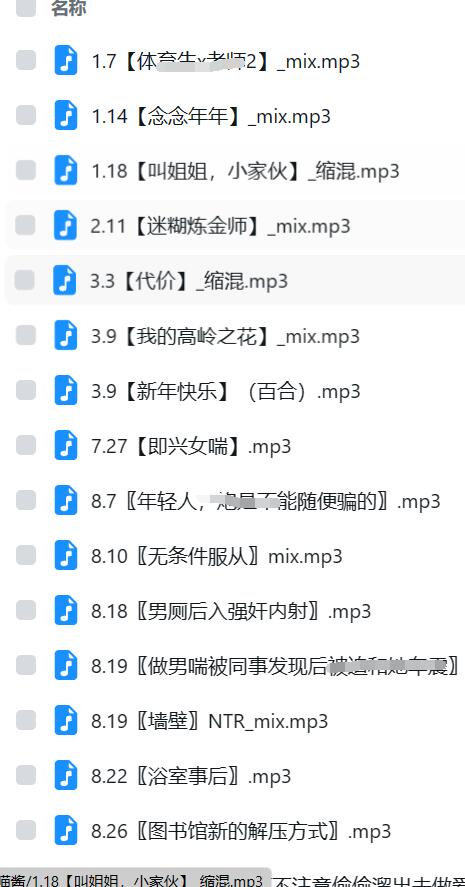 名称
1.7【体育生x老师2】_mix.mp3
1.14【念念年年】_mix.mp3
1.18【叫姐姐，小家伙】_缩混.mp3
2.11【迷糊炼金师】_mix.mp3
3.3【代价】_缩混.mp3
3.9【我的高岭之花】_mix.mp3
3.9【新年快乐】（百合）.mp3
7.27【即兴女喘】.mp3
8.7〖年轻人，不能随便骗的〗.mp3
8.10〖无条件服从〗mix.mp3
8.18〖男厕后入强奸内射〗.mp3
8.19〖做男喘被同事发现后〗
8.19〖墙壁〗NTR_mix.mp3
8.22〖浴室事后〗.mp3
8.26〖图书馆新的解压方式〗.mp3
酱/1.18【叫姐姐，小家伙】_缩混.mp3 不注意偷偷溜出去做